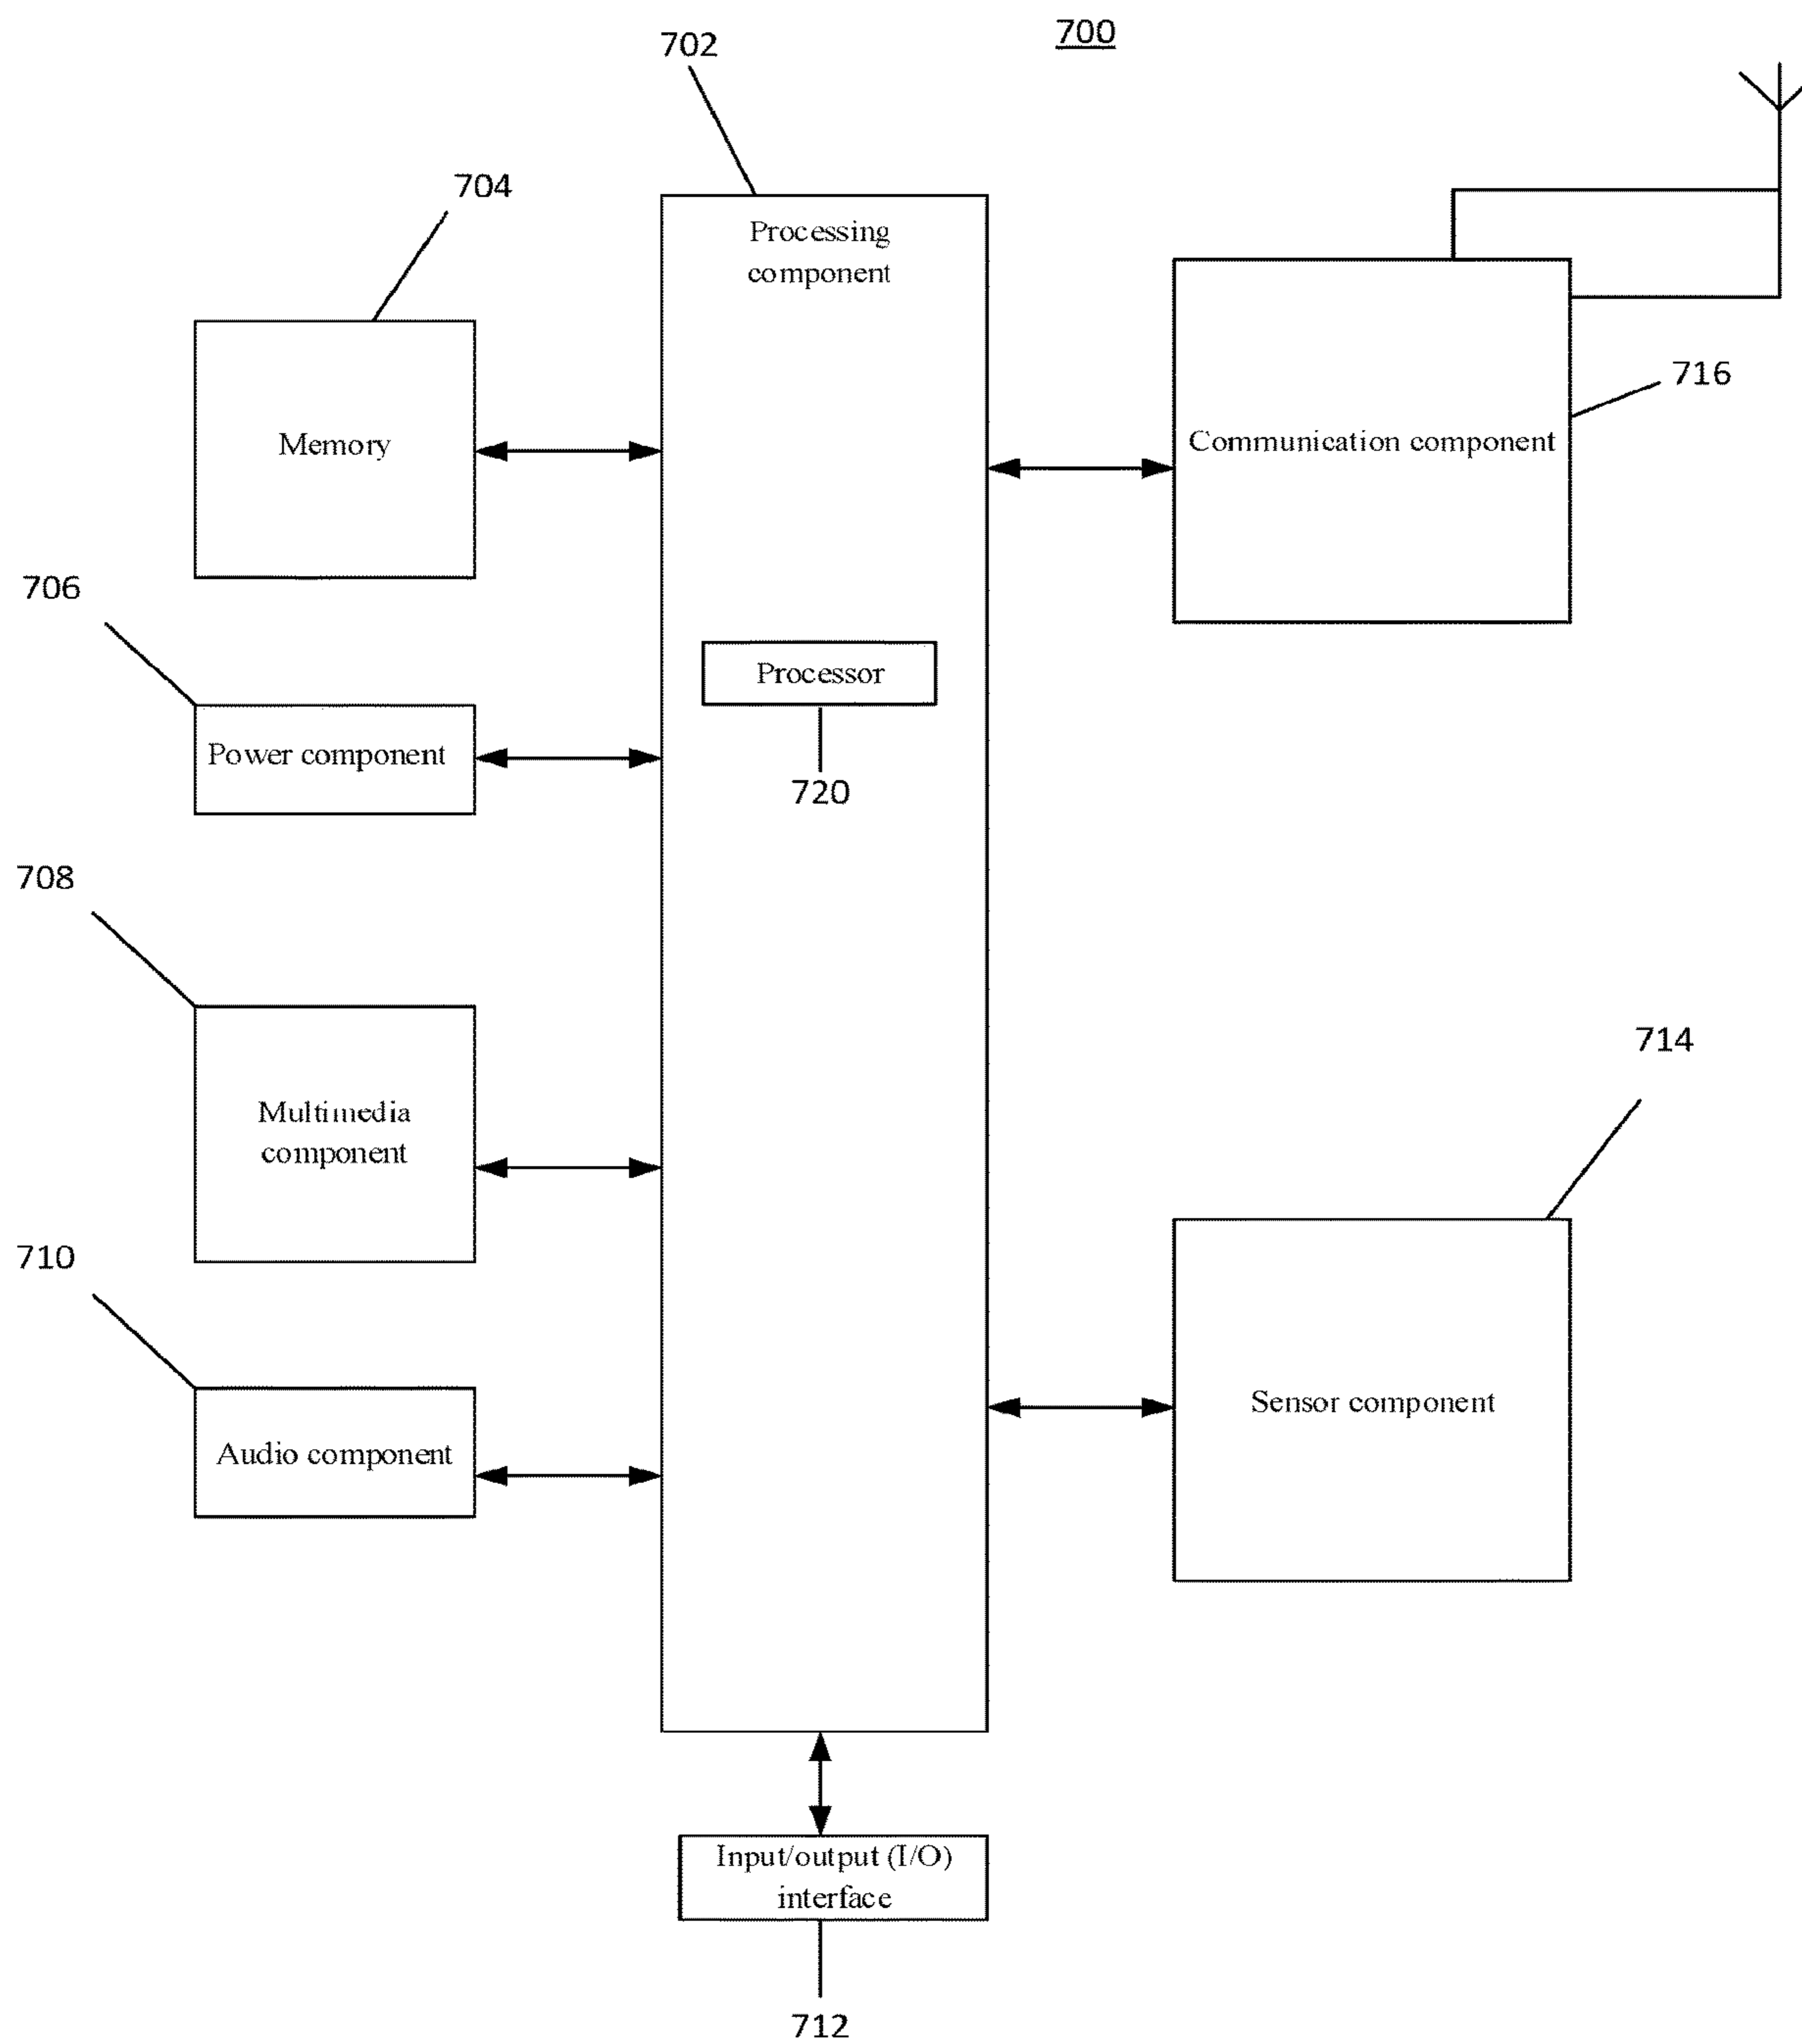 700
702
704
Processing
component
716
Memory
Communication component
706
Processor
Power component
720
708
714
Multimedia
component
710
Sensor component
Audio component
Input/output (I/O)
interface
712